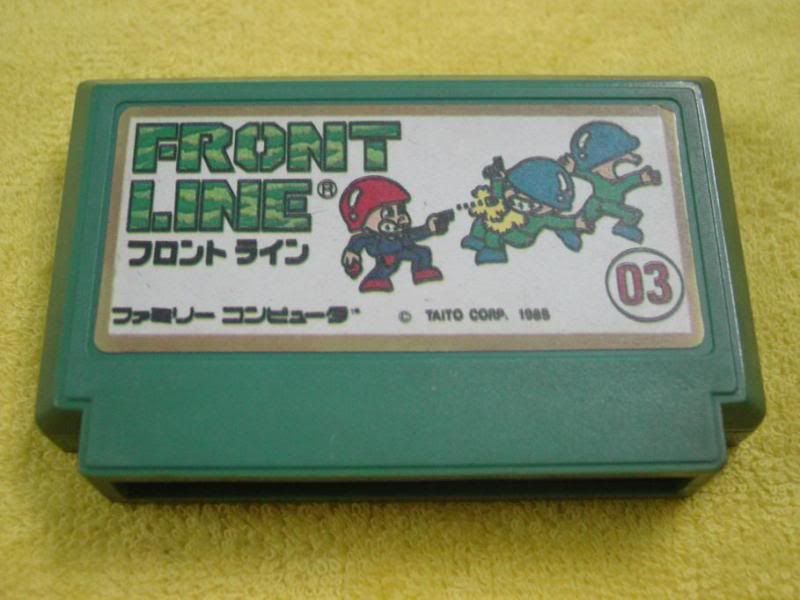 FRONT
LINE®
フロント ライン
ファミリー コンピュータ™
© TAITO CORP. 1985
03